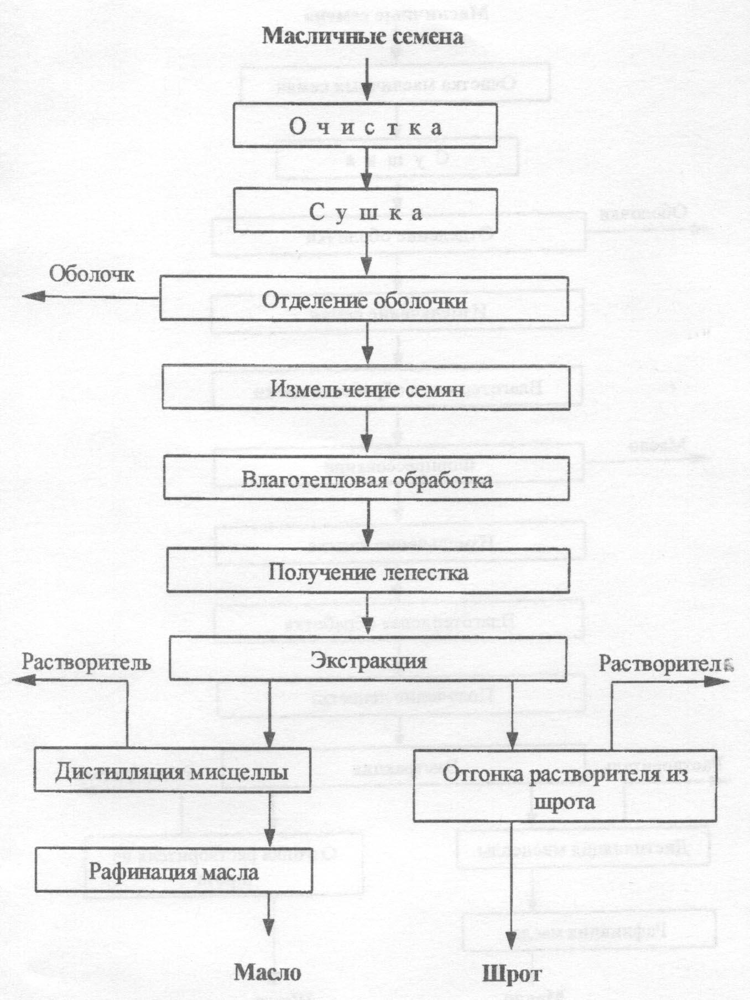 Масличные семена
О ч и с т к а
С у ш к а
Оболочк
Отделение оболочки
Измельчение семян
Влаготепловая обработка
Получение лепестка
Экстракция
Растворитель
Растворитель
Дистилляция мисцеллы
Отгонка растворителя из
шрота
Рафинация масла
Масло
Шрот